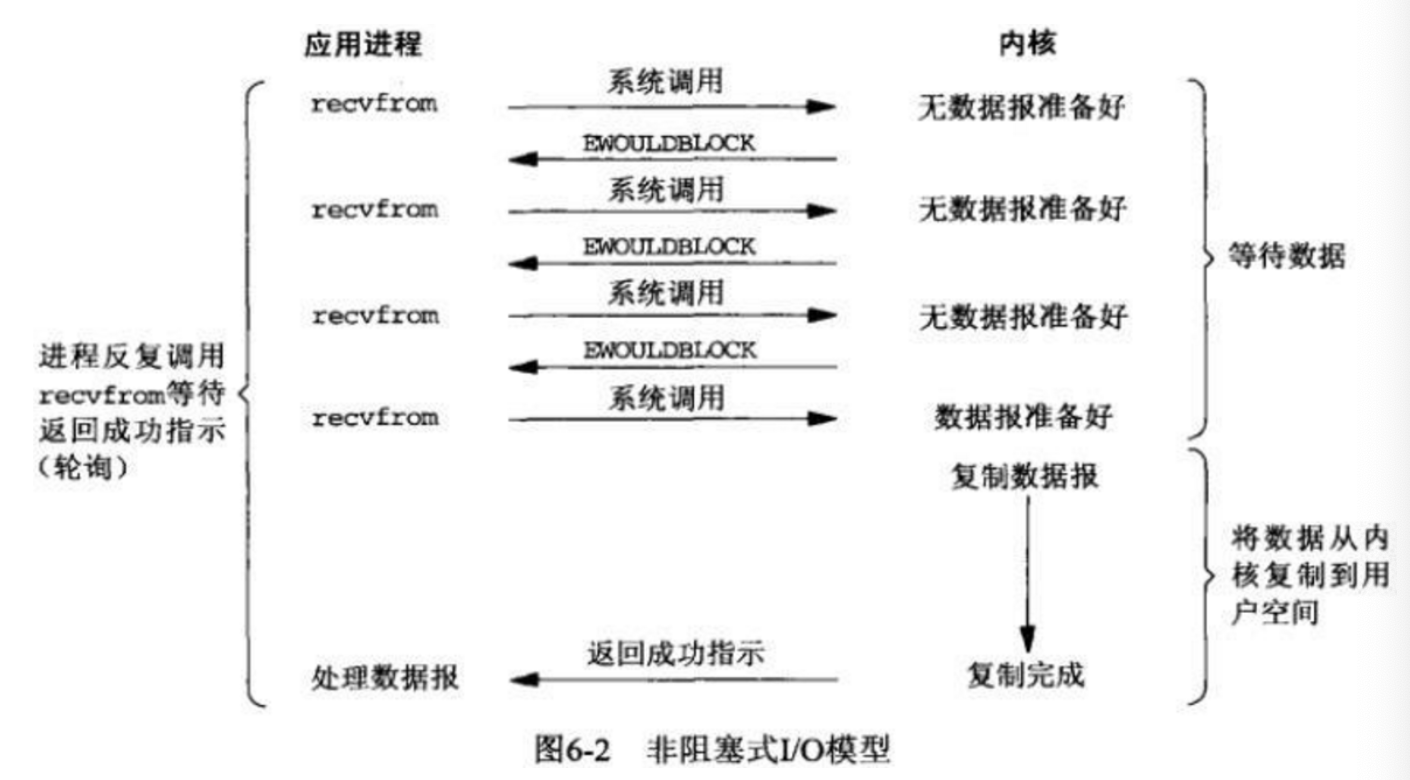 应用进程
内核
recvfrom
系统调用
无数据报准备好
EWOULDBLOCK
recvfrom
系统调用
无数据报准备好
EWOULDBLOCK
recvfrom
系统调用
无数据报准备好
EWOULDBLOCK
recvfrom
系统调用
数据报准备好
等待数据
进程反复调用
recvfrom等待
返回成功指示
（轮询）
复制数据报
将数据从内
核复制到用
户空间
处理数据报
返回成功指示
复制完成
图6-2 非阻塞式I/O模型